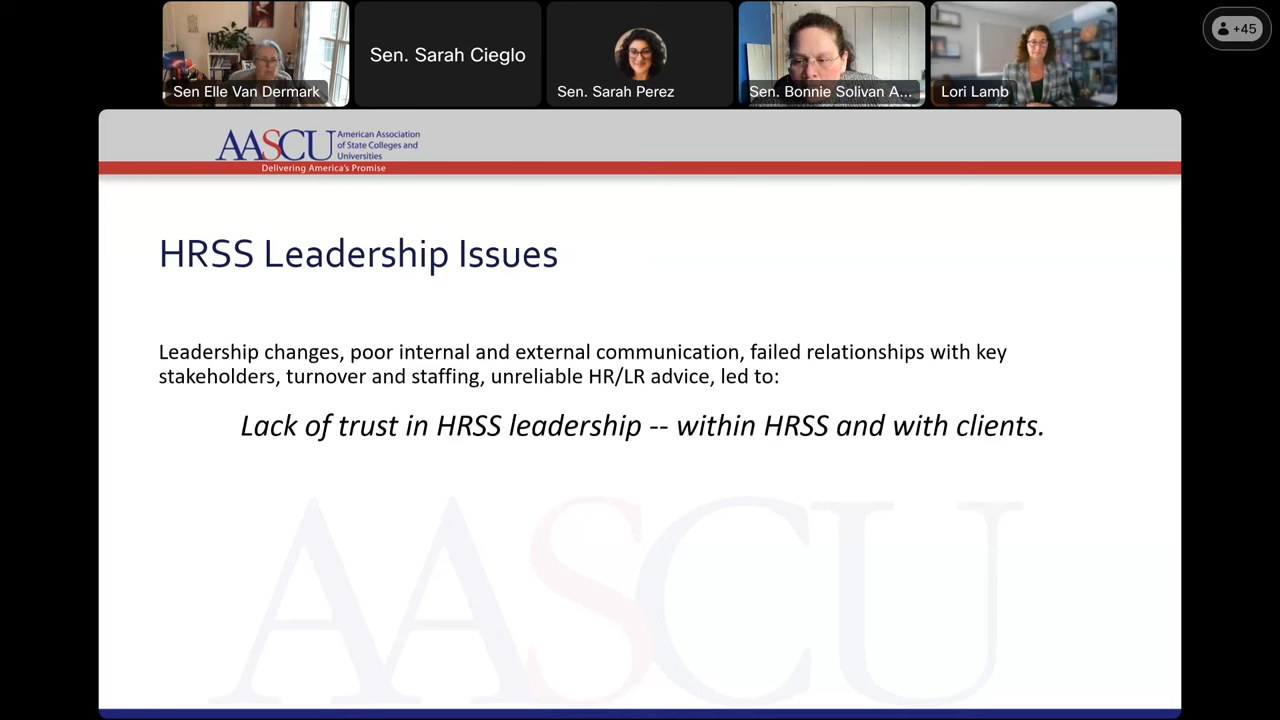 Sen Elle Van Dermark
Sen. Sarah Cieglo
Sen. Sarah Perez
Sen. Bonnie Solivan A...
Lori Lamb
+45
AASCU
American Association
of State Colleges and
Universities
Delivering America's Promise
HRSS Leadership Issues
Leadership changes, poor internal and external communication, failed relationships with key
stakeholders, turnover and staffing, unreliable HR/LR advice, led to:
Lack of trust in HRSS leadership -- within HRSS and with clients.
AASCU